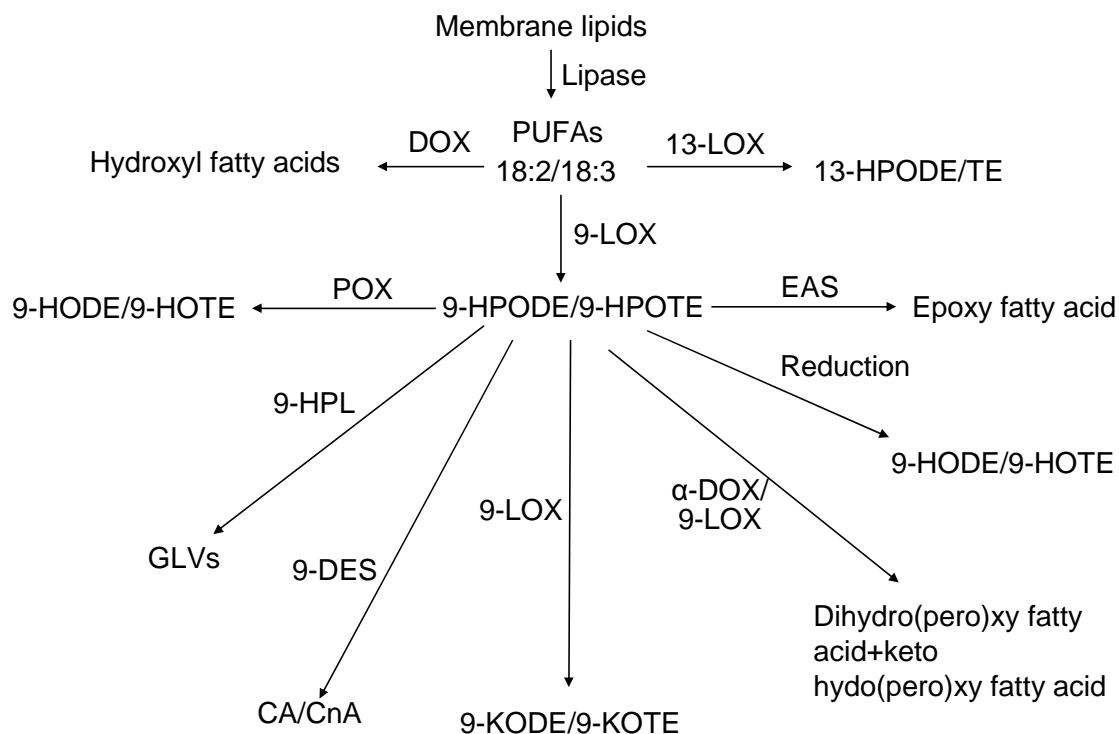 Membrane lipids
Lipase
PUFAs
18:2/18:3
DOX
Hydroxyl fatty acids
13-LOX
13-HPODE/TE
9-LOX
9-HODE/9-HOTE
POX
9-HPODE/9-HPOTE
EAS
Epoxy fatty acid
Reduction
9-HODE/9-HOTE
9-HPL
GLVs
9-DES
CA/CnA
9-LOX
9-KODE/9-KOTE
α-DOX/
9-LOX
Dihydro(pero)xy fatty
acid+keto
hydo(pero)xy fatty acid